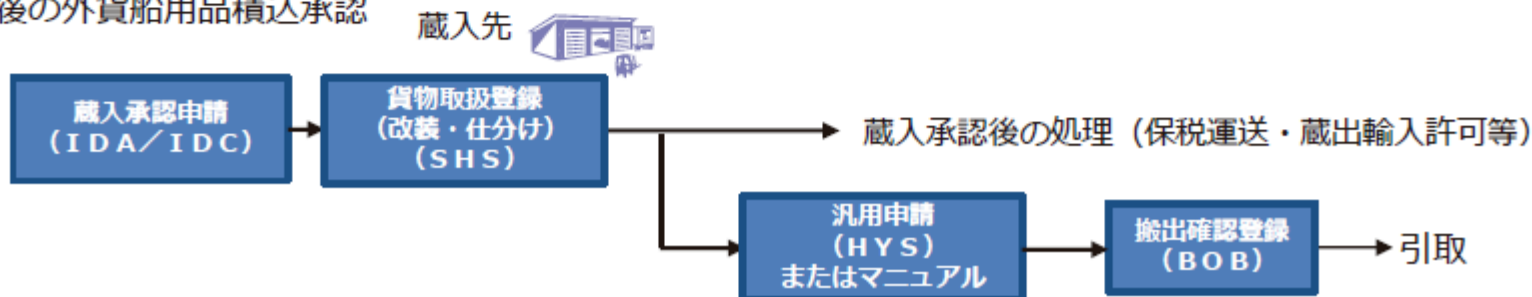 後の外貨船用品積込承認
蔵入先
蔵入承認申請
（ＩＤＡ／ＩＤＣ）
貨物取扱登録
（改装・仕分け）
（ＳＨＳ）
蔵入承認後の処理（保税運送・蔵出輸入許可等）
汎用申請
（ＨＹＳ）
またはマニュアル
搬出確認登録
（ＢＯＢ）
引取